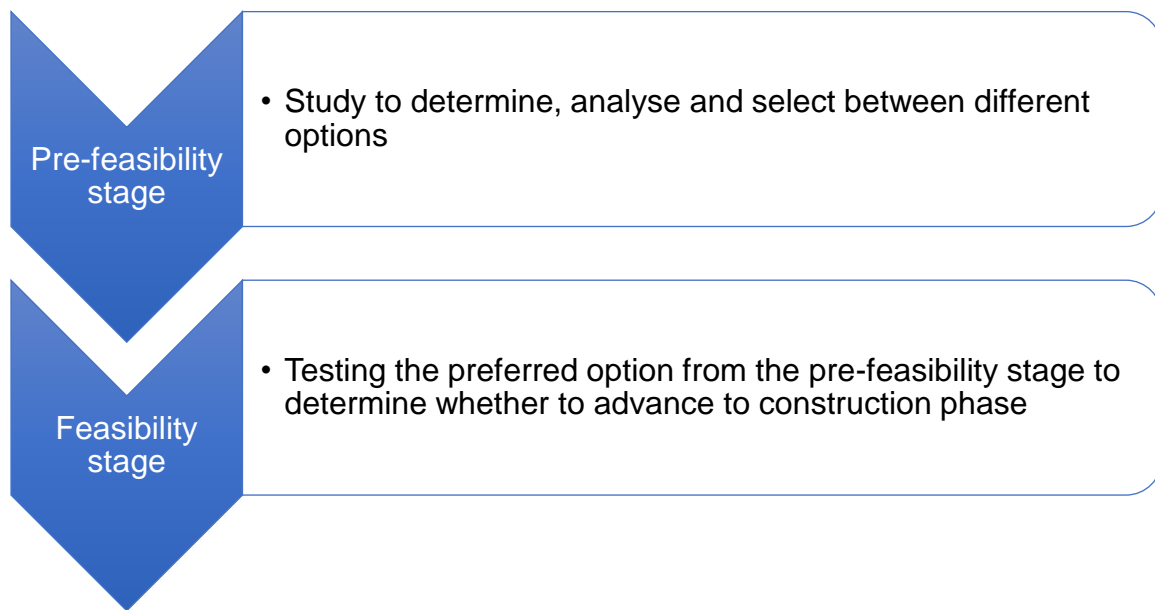 Pre-feasibility
stage
• Study to determine, analyse and select between different
options
Feasibility
stage
• Testing the preferred option from the pre-feasibility stage to
determine whether to advance to construction phase